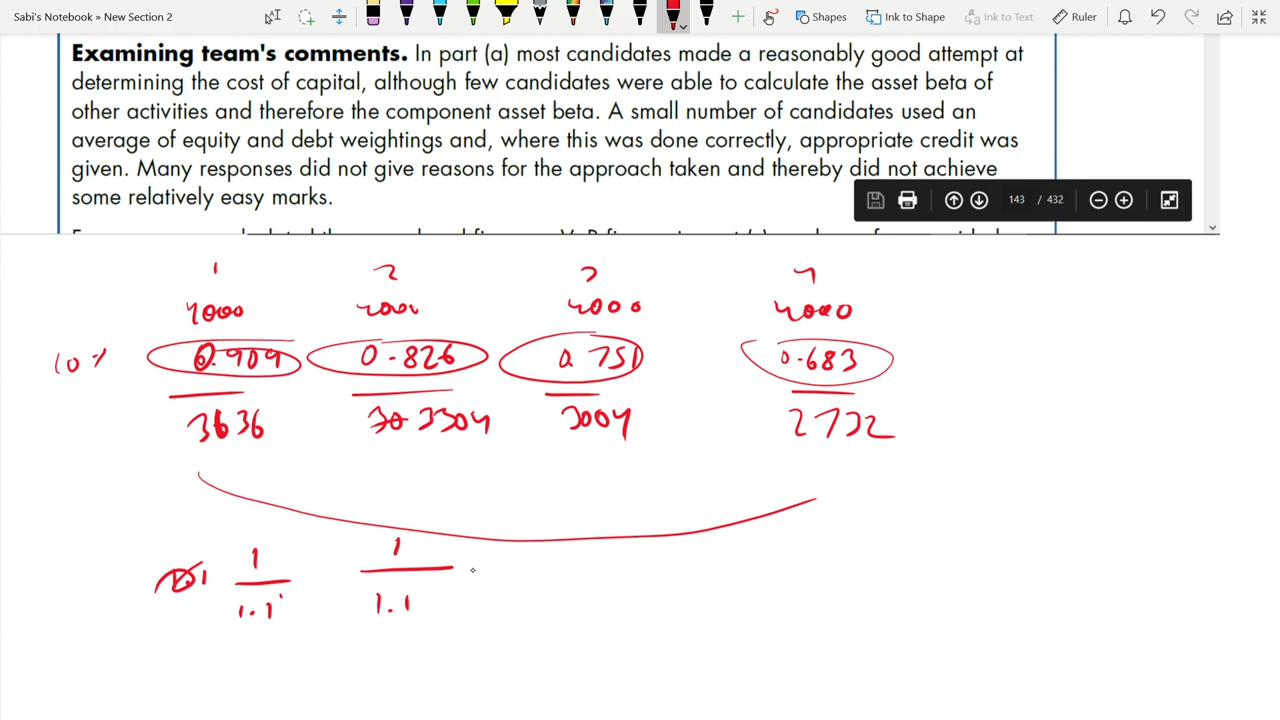 Sabi's Notebook » New Section 2
Shapes Ink to Shape Ink to Text Ruler
Examining team's comments. In part (a) most candidates made a reasonably good attempt at
determining the cost of capital, although few candidates were able to calculate the asset beta of
other activities and therefore the component asset beta. A small number of candidates used an
average of equity and debt weightings and, where this was done correctly, appropriate credit was
given. Many responses did not give reasons for the approach taken and thereby did not achieve
some relatively easy marks.
143 / 432
1 2 3 4
4000 4000 4000 4000
10% 0.909 0.826 0.751 0.683
3636 3304 3004 2732
1 1
1.1 1.1